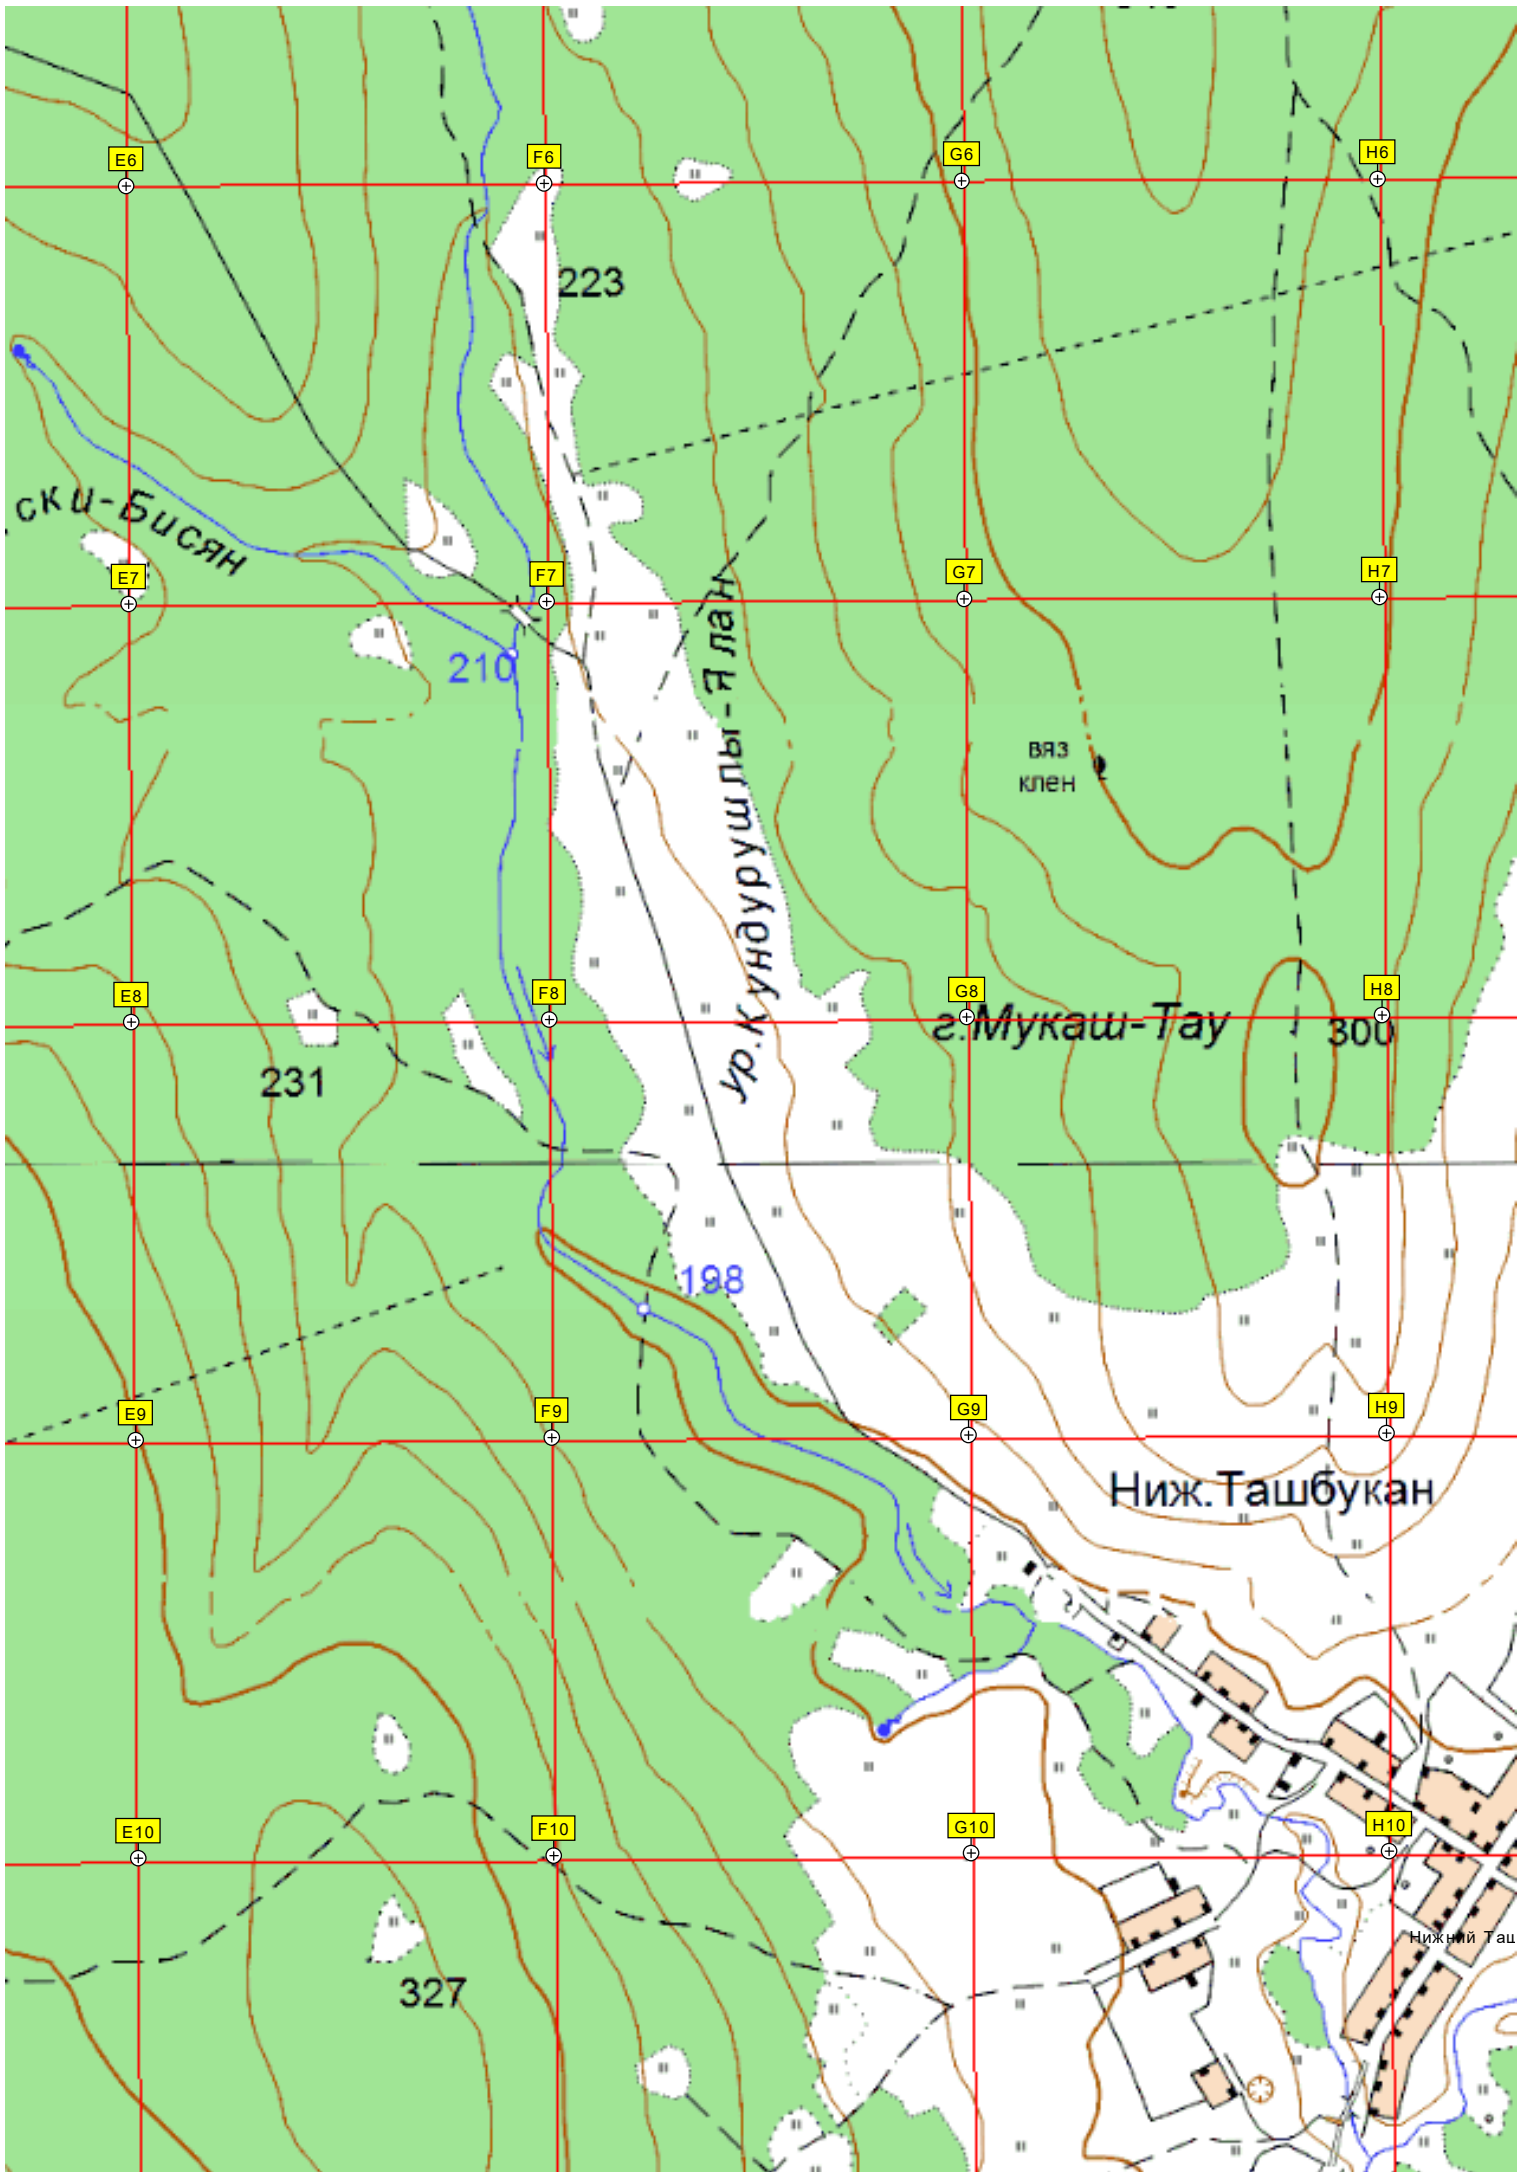 E6
F6
G6
H6
223
ски-Бисян
E7
F7
G7
H7
210
ур.Кундурушлы-Ялан
вяз
клен
E8
F8
G8
H8
г.Мукаш-Тау
300
231
198
E9
F9
G9
H9
Ниж.Ташбукан
E10
F10
G10
H10
Нижний Таш
327